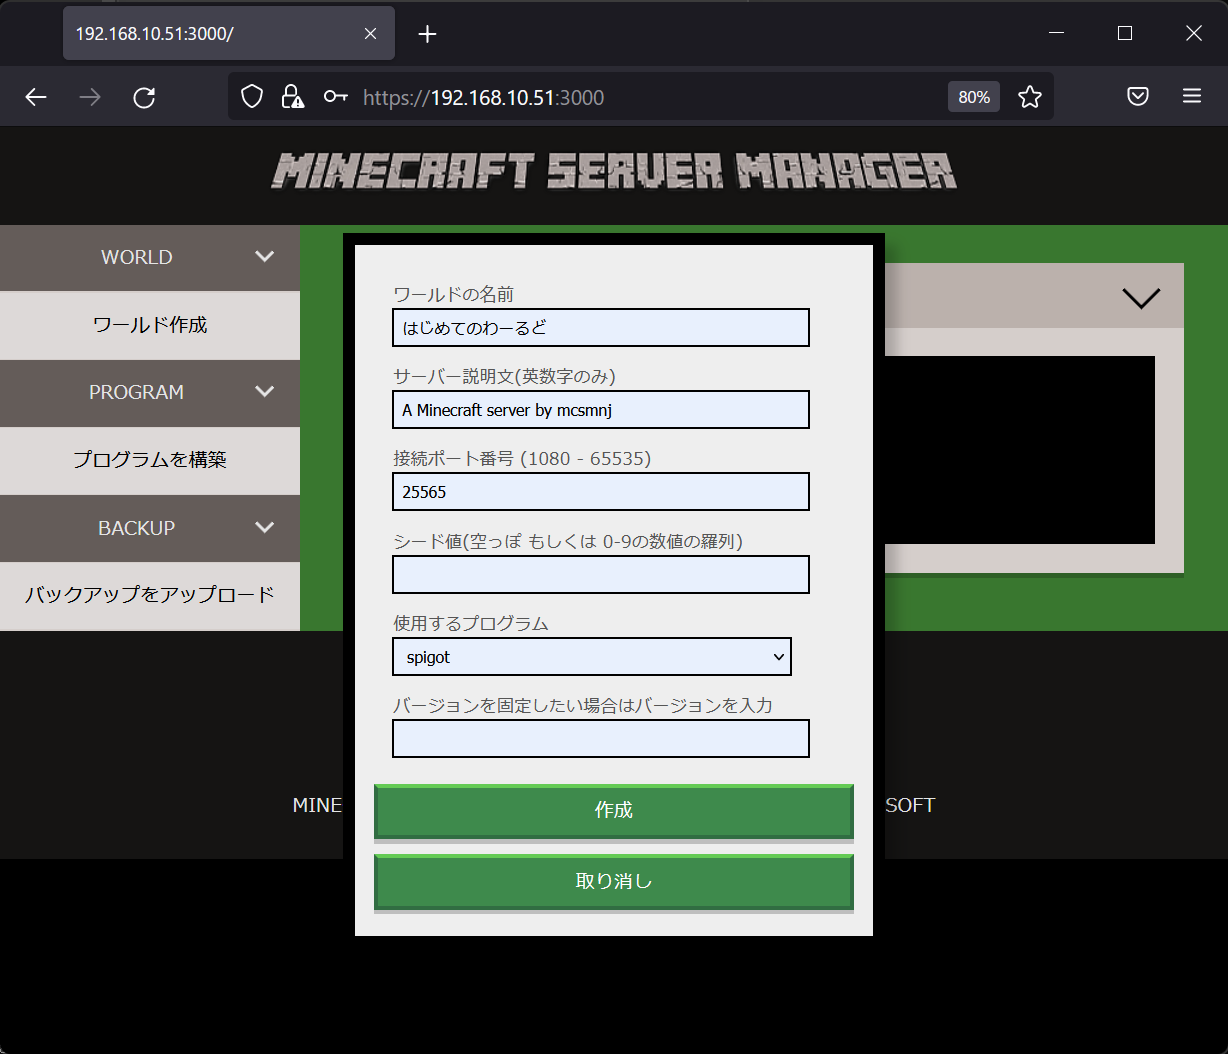 192.168.10.51:3000/
https://192.168.10.51:3000
80%
MINECRAFT SERVER MANAGER
WORLD
ワールド作成
PROGRAM
プログラムを構築
BACKUP
バックアップをアップロード
ワールドの名前
はじめてのわーるど
サーバー説明文(英数字のみ)
A Minecraft server by mcsmnj
接続ポート番号 (1080 - 65535)
25565
シード値(空っぽ もしくは 0-9の数値の羅列)
使用するプログラム
spigot
バージョンを固定したい場合はバージョンを入力
作成
取り消し
MINE
SOFT